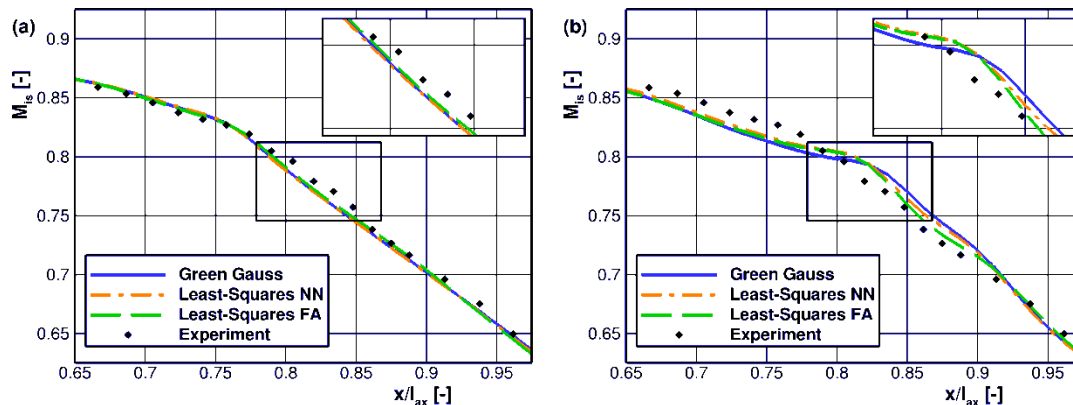 (a)
0.9
0.85
0.8
0.75
0.7
0.65
M_is [-]
Green Gauss
Least-Squares NN
Least-Squares FA
Experiment
0.65 0.7 0.75 0.8 0.85 0.9 0.95
x/l_ax [-]
(b)
0.9
0.85
0.8
0.75
0.7
0.65
M_is [-]
Green Gauss
Least-Squares NN
Least-Squares FA
Experiment
0.65 0.7 0.75 0.8 0.85 0.9 0.95
x/l_ax [-]